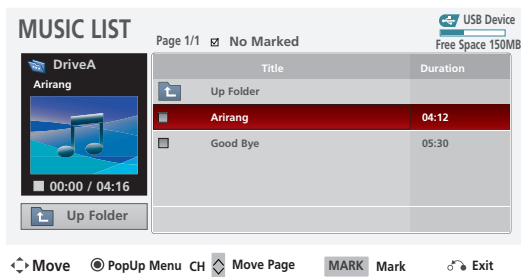 MUSIC LIST
Page 1/1 No Marked
USB Device
Free Space 150MB
DriveA
Arirang
00:00 / 04:16
Up Folder
Title Duration
Up Folder
Arirang 04:12
Good Bye 05:30
Move PopUp Menu CH Move Page MARK Mark Exit